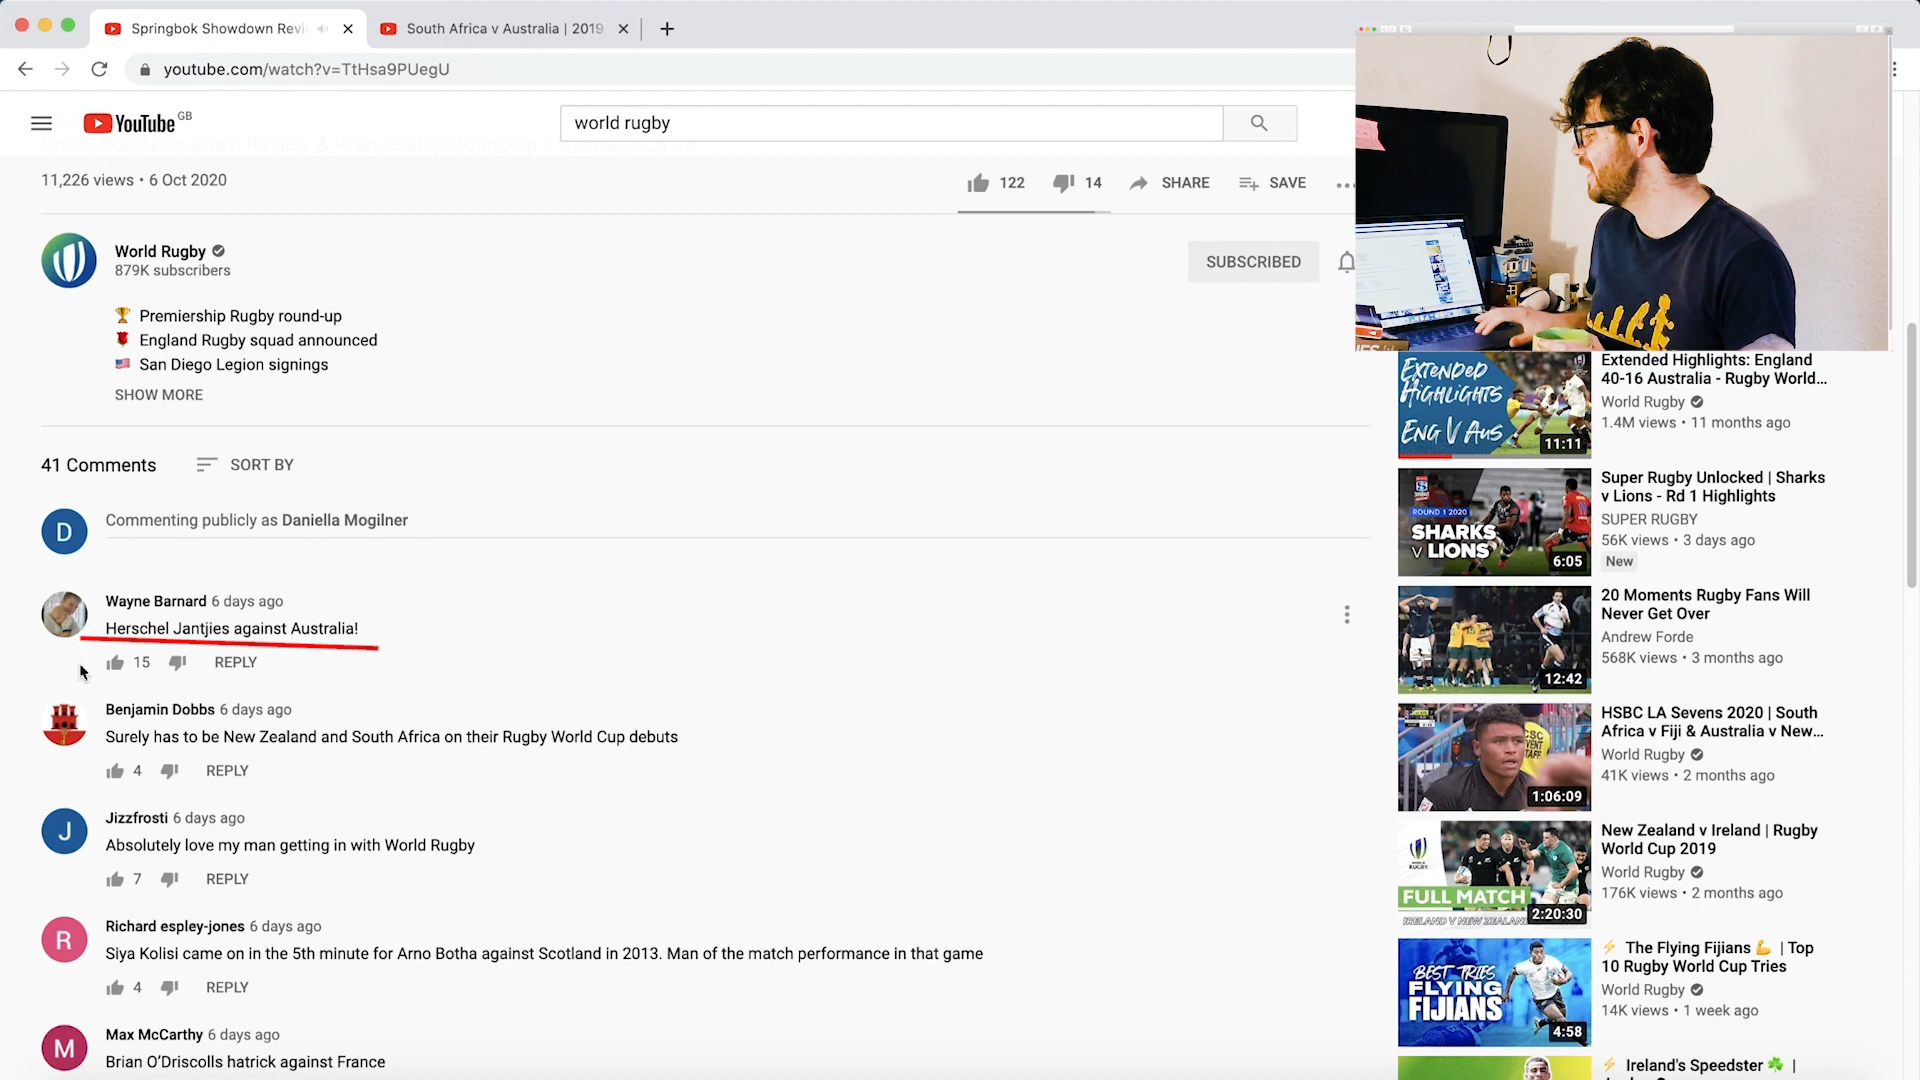 Springbok Showdown Revi
South Africa v Australia | 2019
youtube.com/watch?v=TtHsa9PUegU
YouTube GB
world rugby
Springbok Showdown Review & Premiership Round-up |
11,226 views • 6 Oct 2020
122
14
SHARE
SAVE
World Rugby
879K subscribers
SUBSCRIBED
Premiership Rugby round-up
England Rugby squad announced
San Diego Legion signings
SHOW MORE
41 Comments
SORT BY
D
Commenting publicly as Daniella Mogilner
Wayne Barnard 6 days ago
Herschel Jantjies against Australia!
15
REPLY
Benjamin Dobbs 6 days ago
Surely has to be New Zealand and South Africa on their Rugby World Cup debuts
4
REPLY
J
Jizzfrosti 6 days ago
Absolutely love my man getting in with World Rugby
7
REPLY
R
Richard espley-jones 6 days ago
Siya Kolisi came on in the 5th minute for Arno Botha against Scotland in 2013. Man of the match performance in that game
4
REPLY
M
Max McCarthy 6 days ago
Brian O'Driscolls hatrick against France
EXTENDED
HIGHLIGHTS
ENG V AUS
11:11
Extended Highlights: England
40-16 Australia - Rugby World...
World Rugby
1.4M views • 11 months ago
ROUND 1 2020
SHARKS
V LIONS
6:05
Super Rugby Unlocked | Sharks
v Lions - Rd 1 Highlights
SUPER RUGBY
56K views • 3 days ago
New
12:42
20 Moments Rugby Fans Will
Never Get Over
Andrew Forde
568K views • 3 months ago
1:06:09
HSBC LA Sevens 2020 | South
Africa v Fiji & Australia v New...
World Rugby
41K views • 2 months ago
FULL MATCH
IRELAND V NEW ZEALAND
2:20:30
New Zealand v Ireland | Rugby
World Cup 2019
World Rugby
176K views • 2 months ago
BEST TRIES
FLYING
FIJIANS
4:58
The Flying Fijians | Top
10 Rugby World Cup Tries
World Rugby
14K views • 1 week ago
Ireland's Speedster |